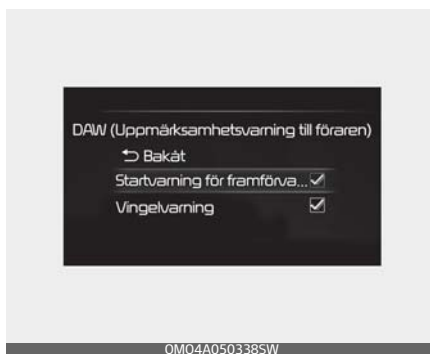 DAW (Uppmärksamhetsvarning till föraren)
Bakåt
Startvarning för framförva...
Vingelvarning
OMO4A050338SW